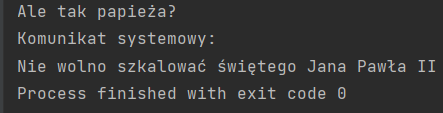 Ale tak papieża?
Komunikat systemowy:
Nie wolno szkalować świętego Jana Pawła II
Process finished with exit code 0